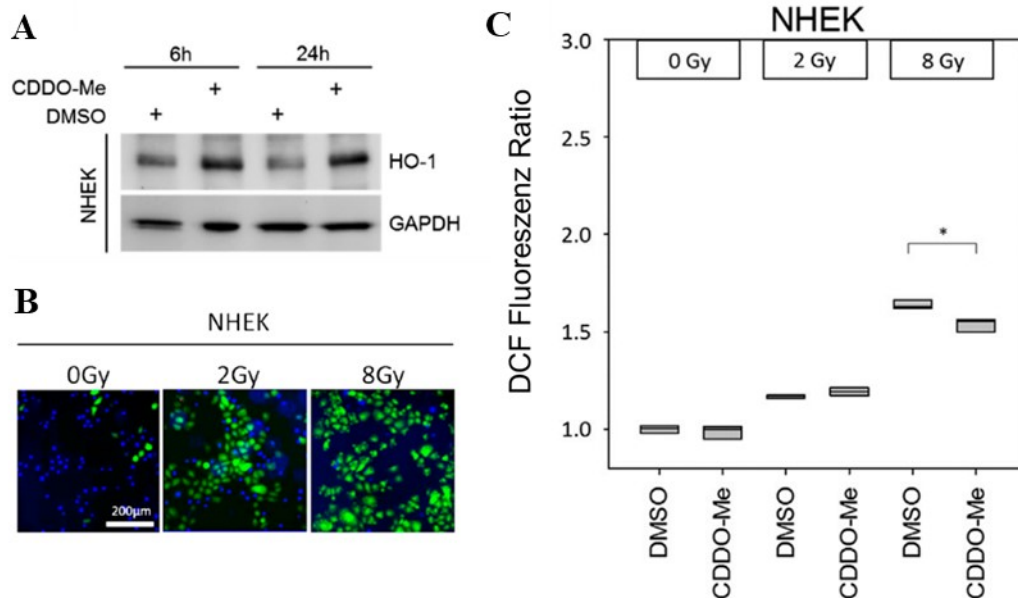 A
6h 24h
CDDO-Me + +
DMSO + +
NHEK
HO-1
GAPDH
B
NHEK
0Gy 2Gy 8Gy
200µm
C
NHEK
0 Gy 2 Gy 8 Gy
DCF Fluoreszenz Ratio
3.0
2.5
2.0
1.5
1.0
*
DMSO
CDDO-Me
DMSO
CDDO-Me
DMSO
CDDO-Me